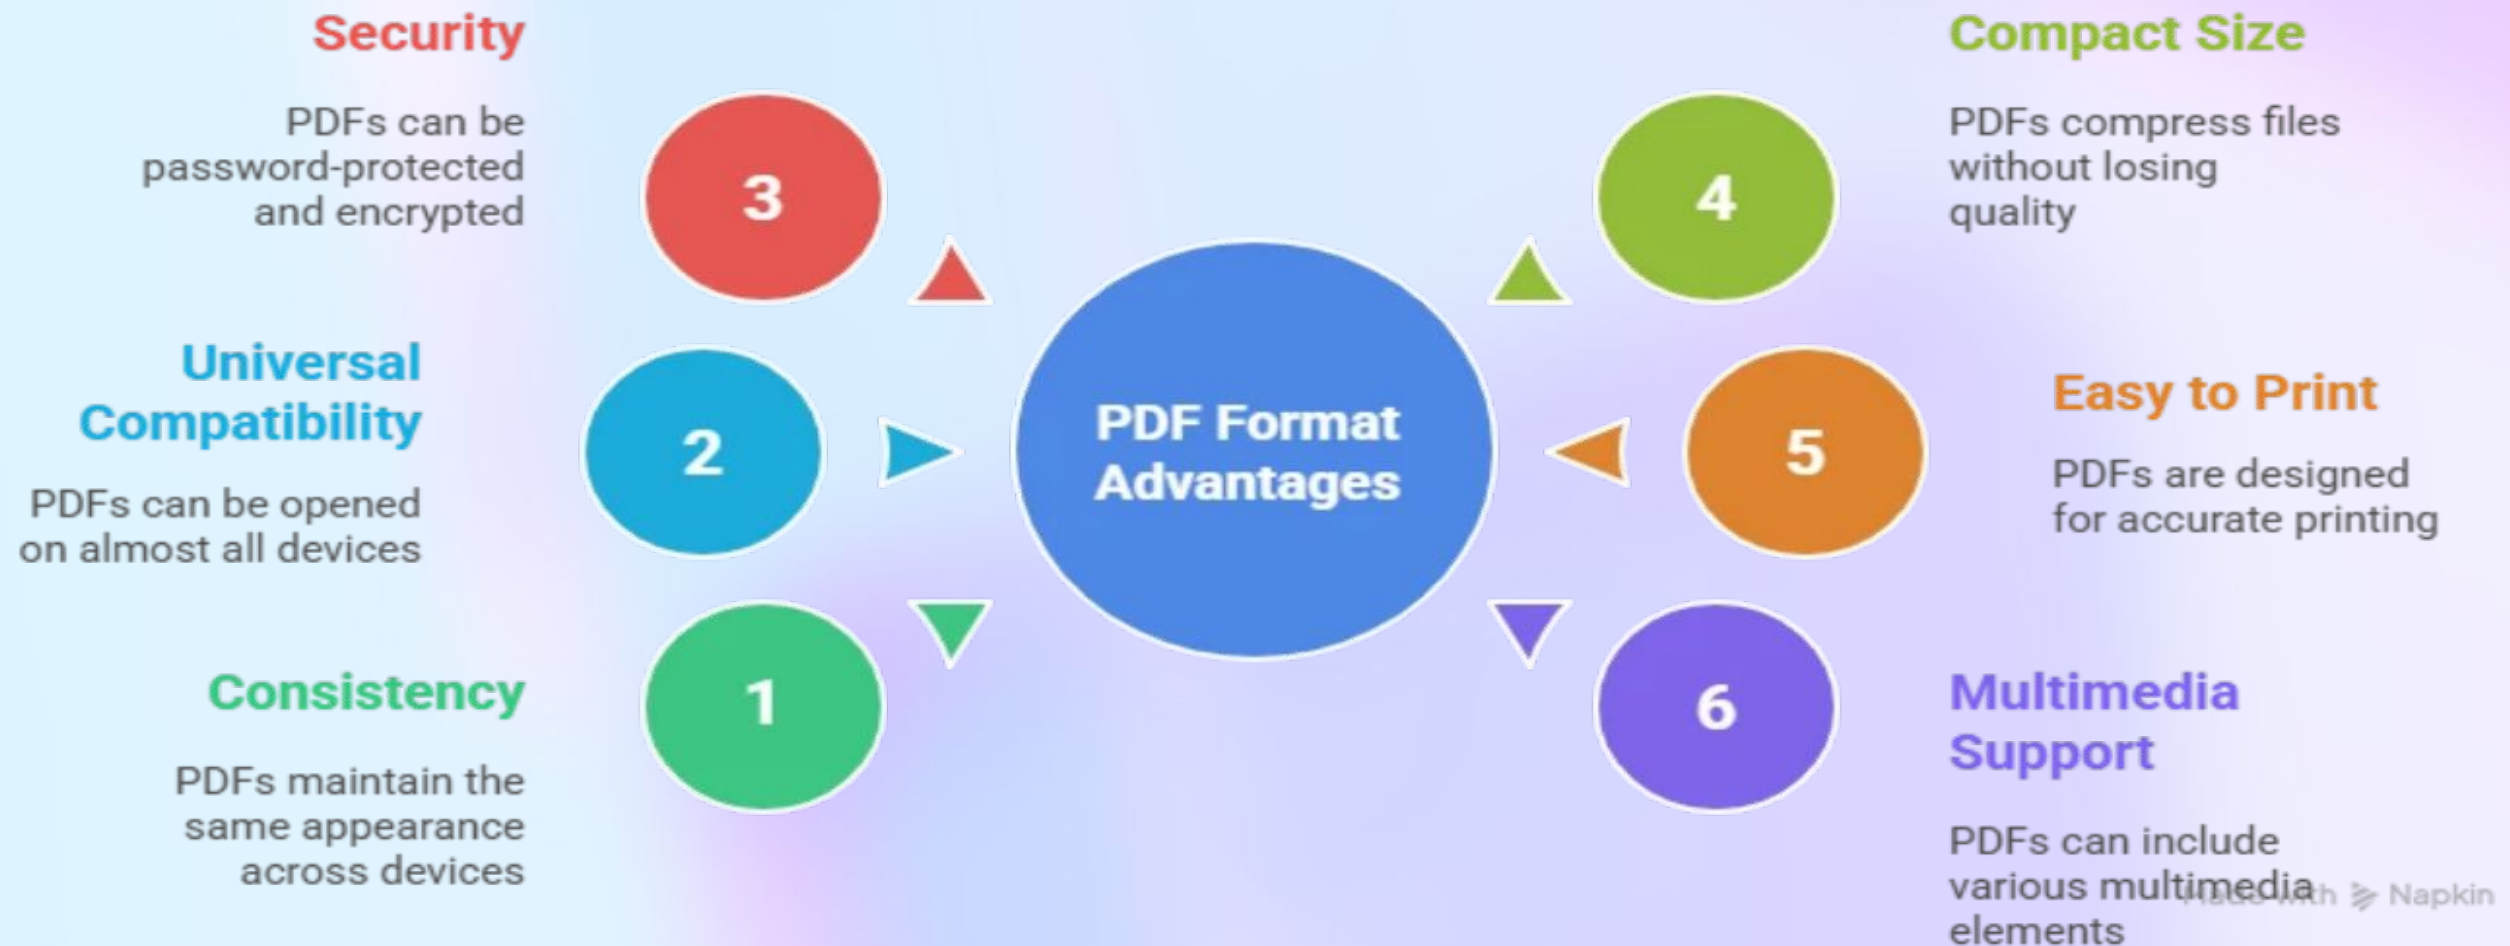 Security
PDFs can be
password-protected
and encrypted
3
Universal
Compatibility
PDFs can be opened
on almost all devices
2
Consistency
PDFs maintain the
same appearance
across devices
1
PDF Format
Advantages
4
Compact Size
PDFs compress files
without losing
quality
5
Easy to Print
PDFs are designed
for accurate printing
6
Multimedia
Support
PDFs can include
various multimedia
elements
Made with Napkin